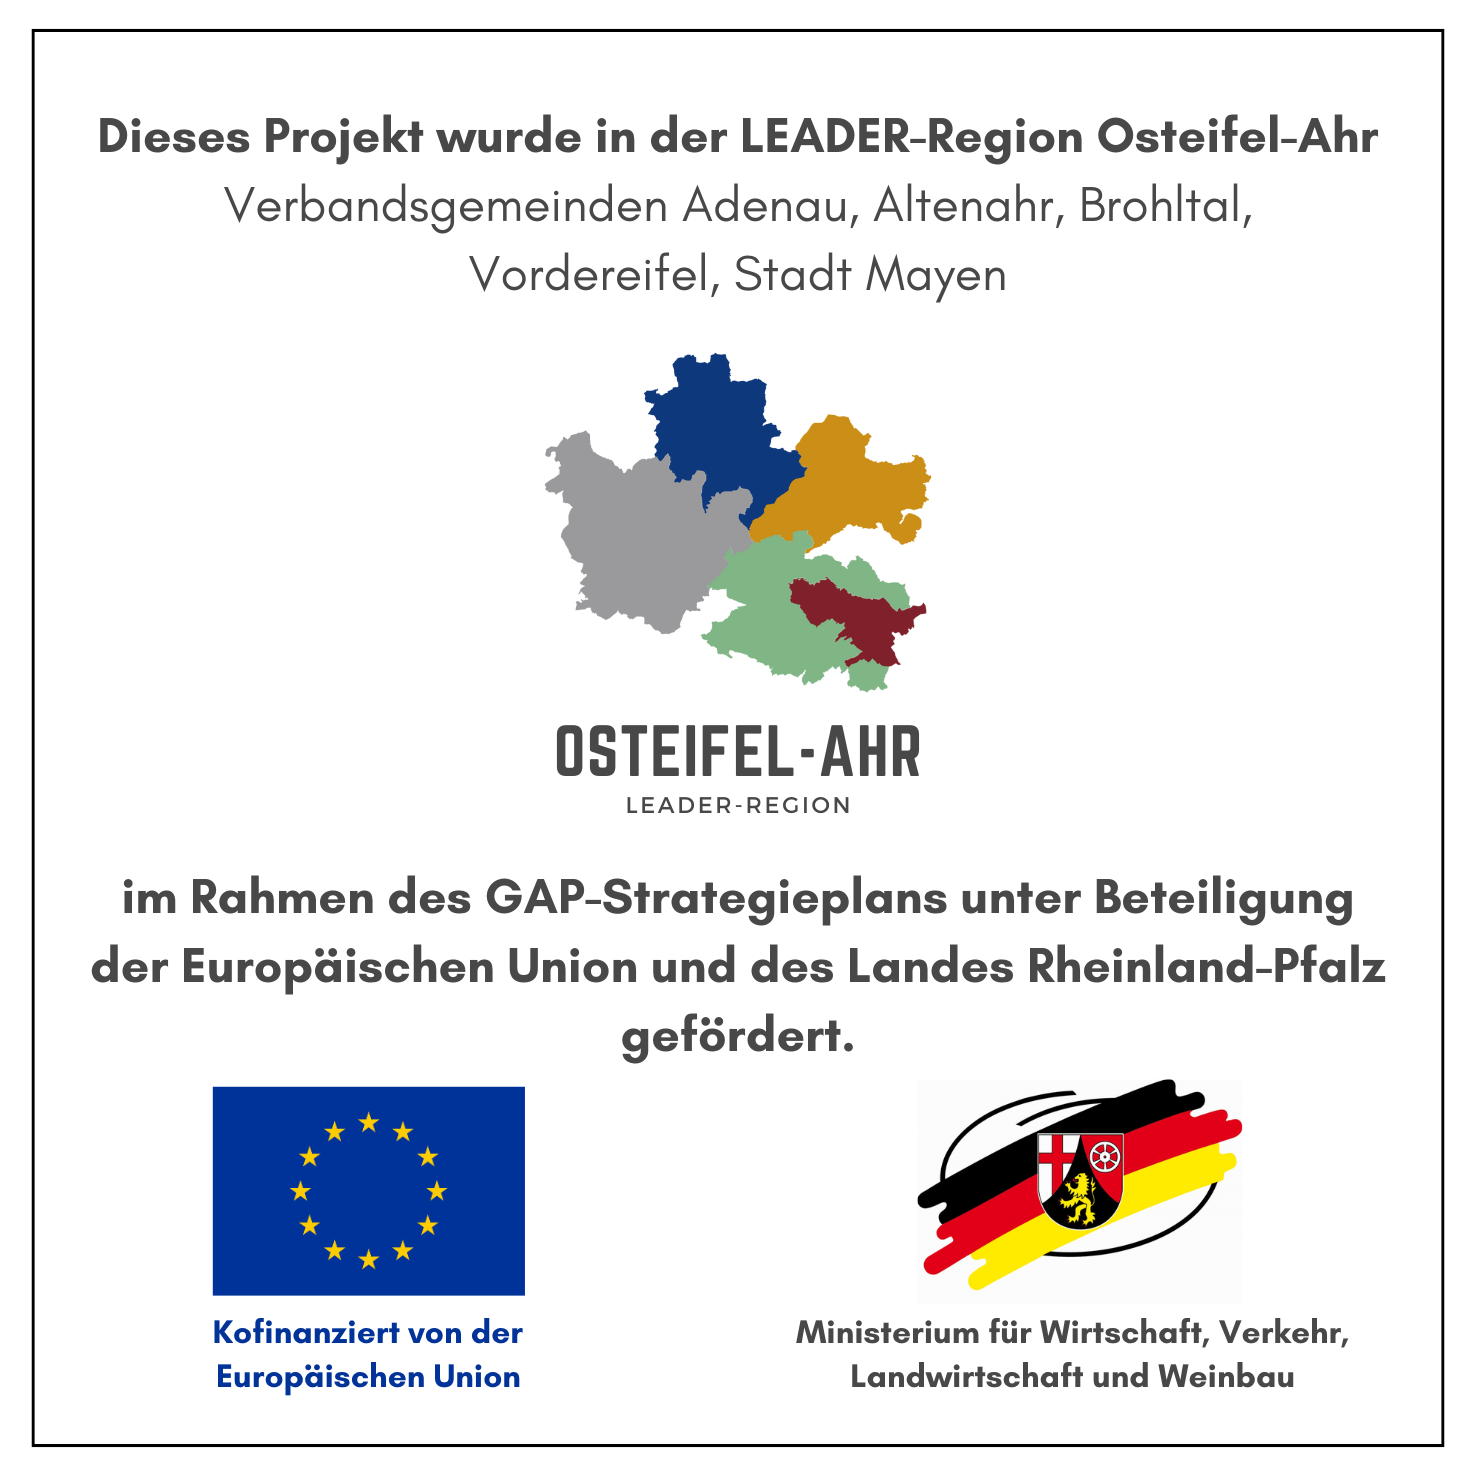 Dieses Projekt wurde in der LEADER-Region Osteifel-Ahr
Verbandsgemeinden Adenau, Altenahr, Brohltal,
Vordereifel, Stadt Mayen
OSTEIFEL-AHR
LEADER-REGION
im Rahmen des GAP-Strategieplans unter Beteiligung
der Europäischen Union und des Landes Rheinland-Pfalz
gefördert.
Kofinanziert von der
Europäischen Union
Ministerium für Wirtschaft, Verkehr,
Landwirtschaft und Weinbau